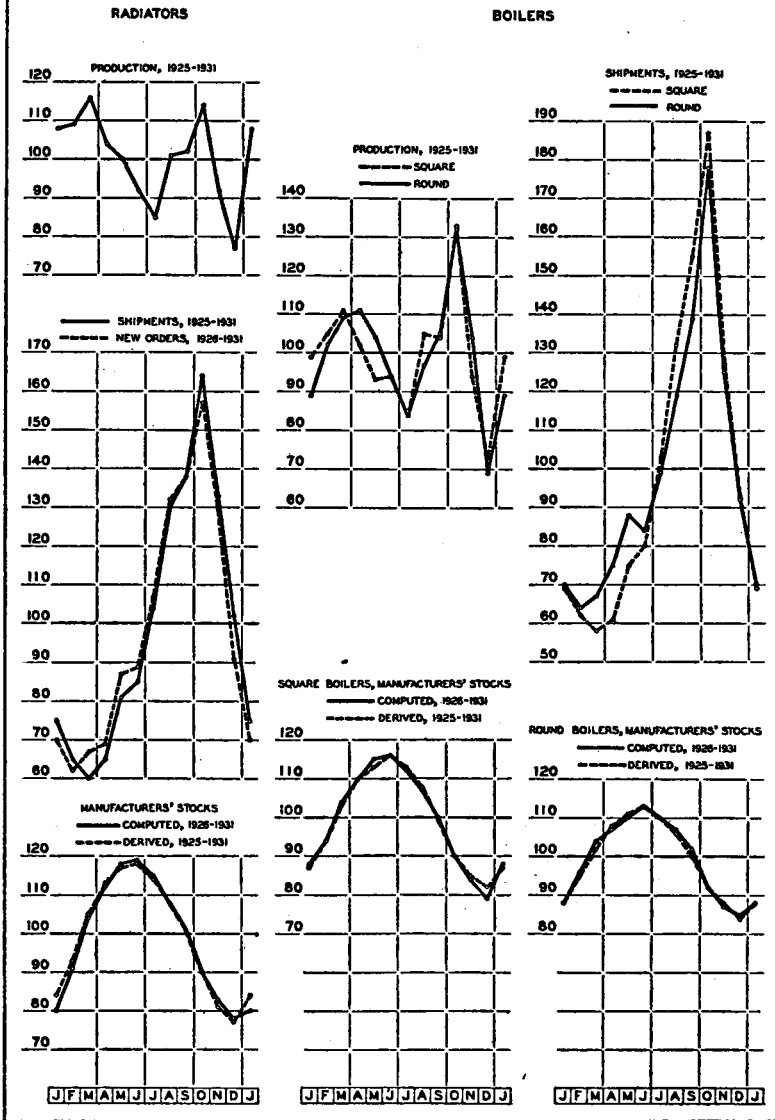 RADIATORS
BOILERS
PRODUCTION, 1925-1931
120
110
100
90
80
70
SHIPMENTS, 1925-1931
NEW ORDERS, 1926-1931
170
160
150
140
130
120
110
100
90
80
70
60
MANUFACTURERS' STOCKS
COMPUTED, 1926-1931
DERIVED, 1925-1931
120
110
100
90
80
70
J F M A M J J A S O N D J
PRODUCTION, 1925-1931
SQUARE
ROUND
140
130
120
110
100
90
80
70
60
SQUARE BOILERS, MANUFACTURERS' STOCKS
COMPUTED, 1926-1931
DERIVED, 1925-1931
120
110
100
90
80
70
J F M A M J J A S O N D J
SHIPMENTS, 1925-1931
SQUARE
ROUND
190
180
170
160
150
140
130
120
110
100
90
80
70
60
50
ROUND BOILERS, MANUFACTURERS' STOCKS
COMPUTED, 1926-1931
DERIVED, 1925-1931
120
110
100
90
80
J F M A M J J A S O N D J